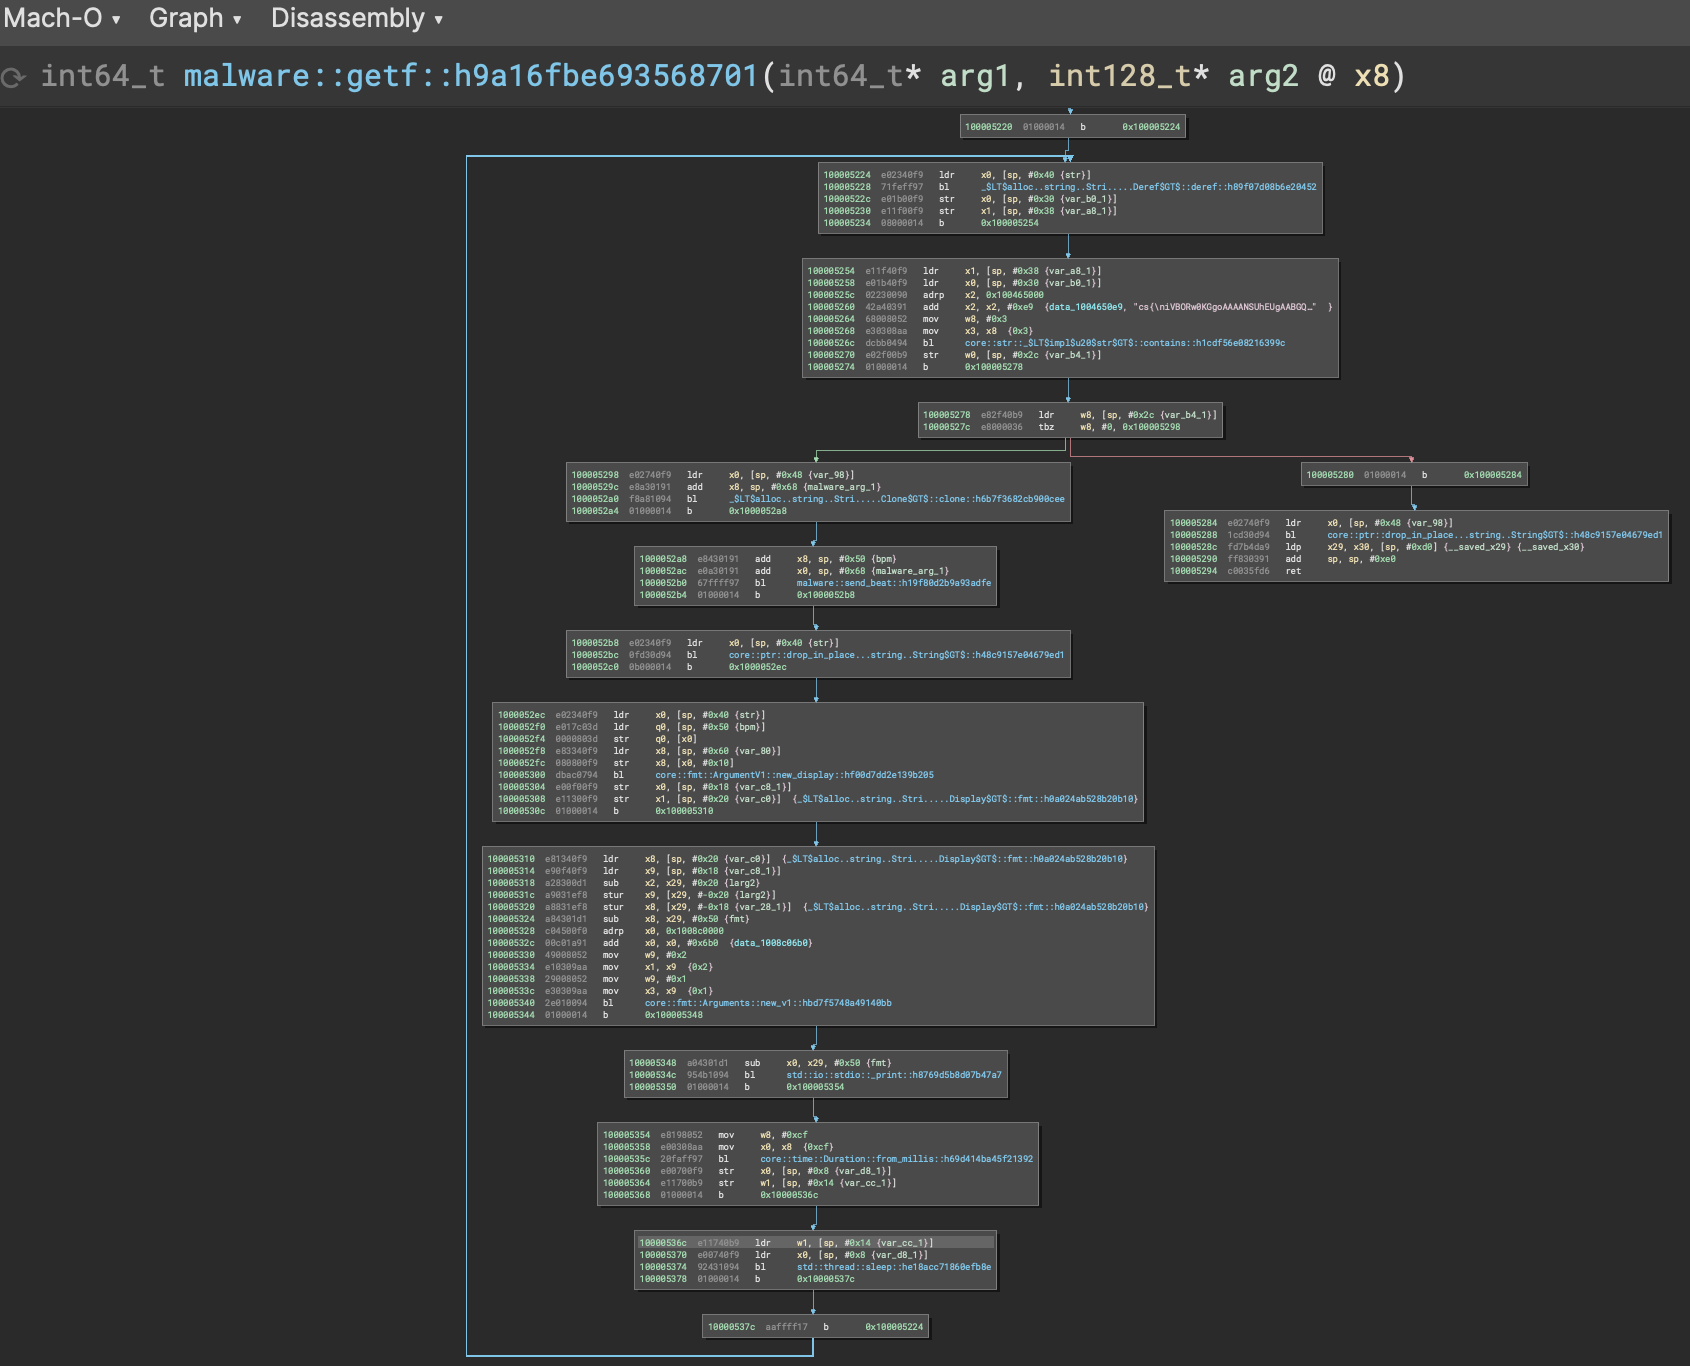 Mach-O ▾ Graph ▾ Disassembly ▾
int64_t malware::getf::h9a16fbe693568701(int64_t* arg1, int128_t* arg2 @ x8)
100005220 01000014 b 0x100005224
100005224 e02340f9 ldr x0, [sp, #0x40 {str}]
100005228 71feff97 bl _$LT$alloc..string..Stri.....Deref$GT$::deref::h89f07d08b6e20452
10000522c e01b00f9 str x0, [sp, #0x30 {var_b0_1}]
100005230 e11f00f9 str x1, [sp, #0x38 {var_a8_1}]
100005234 08000014 b 0x100005254
100005254 e11f40f9 ldr x1, [sp, #0x38 {var_a8_1}]
100005258 e01b40f9 ldr x0, [sp, #0x30 {var_b0_1}]
10000525c 02230090 adrp x2, 0x100465000
100005260 42a40391 add x2, x2, #0xe9 {data_1004650e9, "cs{\niVBORw0KGgoAAAANSUhEUgAABGQ…" }
100005264 68008052 mov w8, #0x3
100005268 e30308aa mov x3, x8 {0x3}
10000526c dcbb0494 bl core::str::_$LT$impl$u20$str$GT$::contains::h1cdf56e08216399c
100005270 e02f00b9 str w0, [sp, #0x2c {var_b4_1}]
100005274 01000014 b 0x100005278
100005278 e82f40b9 ldr w8, [sp, #0x2c {var_b4_1}]
10000527c e8000036 tbz w8, #0, 0x100005298
100005298 e02740f9 ldr x0, [sp, #0x48 {var_98}]
10000529c e8a30191 add x8, sp, #0x68 {malware_arg_1}
1000052a0 f8a81094 bl _$LT$alloc..string..Stri.....Clone$GT$::clone::h6b7f3682cb900cee
1000052a4 01000014 b 0x1000052a8
100005280 01000014 b 0x100005284
100005284 e02740f9 ldr x0, [sp, #0x48 {var_98}]
100005288 1cd30d94 bl core::ptr::drop_in_place...string..String$GT$::h48c9157e04679ed1
10000528c fd7b4da9 ldp x29, x30, [sp, #0xd0] {__saved_x29} {__saved_x30}
100005290 ff830391 add sp, sp, #0xe0
100005294 c0035fd6 ret
1000052a8 e8430191 add x8, sp, #0x50 {bpm}
1000052ac e0a30191 add x0, sp, #0x68 {malware_arg_1}
1000052b0 67ffff97 bl malware::send_beat::h19f80d2b9a93adfe
1000052b4 01000014 b 0x1000052b8
1000052b8 e02340f9 ldr x0, [sp, #0x40 {str}]
1000052bc 0fd30d94 bl core::ptr::drop_in_place...string..String$GT$::h48c9157e04679ed1
1000052c0 0b000014 b 0x1000052ec
1000052ec e02340f9 ldr x0, [sp, #0x40 {str}]
1000052f0 e017c03d ldr q0, [sp, #0x50 {bpm}]
1000052f4 0000803d str q0, [x0]
1000052f8 e83340f9 ldr x8, [sp, #0x60 {var_80}]
1000052fc 080800f9 str x8, [x0, #0x10]
100005300 dbac0794 bl core::fmt::ArgumentV1::new_display::hf00d7dd2e139b205
100005304 e00f00f9 str x0, [sp, #0x18 {var_c8_1}]
100005308 e11300f9 str x1, [sp, #0x20 {var_c0}] {_$LT$alloc..string..Stri.....Display$GT$::fmt::h0a024ab528b20b10}
10000530c 01000014 b 0x100005310
100005310 e81340f9 ldr x8, [sp, #0x20 {var_c0}] {_$LT$alloc..string..Stri.....Display$GT$::fmt::h0a024ab528b20b10}
100005314 e90f40f9 ldr x9, [sp, #0x18 {var_c8_1}]
100005318 a28300d1 sub x2, x29, #0x20 {larg2}
10000531c a9031ef8 stur x9, [x29, #-0x20 {larg2}]
100005320 a8831ef8 stur x8, [x29, #-0x18 {var_28_1}] {_$LT$alloc..string..Stri.....Display$GT$::fmt::h0a024ab528b20b10}
100005324 a84301d1 sub x8, x29, #0x50 {fmt}
100005328 c04500f0 adrp x0, 0x1008c0000
10000532c 00c01a91 add x0, x0, #0x6b0 {data_1008c06b0}
100005330 49008052 mov w9, #0x2
100005334 e10309aa mov x1, x9 {0x2}
100005338 29008052 mov w9, #0x1
10000533c e30309aa mov x3, x9 {0x1}
100005340 2e010094 bl core::fmt::Arguments::new_v1::hbd7f5748a49140bb
100005344 01000014 b 0x100005348
100005348 a04301d1 sub x0, x29, #0x50 {fmt}
10000534c 954b1094 bl std::io::stdio::_print::h8769d5b8d07b47a7
100005350 01000014 b 0x100005354
100005354 e8198052 mov w8, #0xcf
100005358 e00308aa mov x0, x8 {0xcf}
10000535c 20faff97 bl core::time::Duration::from_millis::h69d414ba45f21392
100005360 e00700f9 str x0, [sp, #0x8 {var_d8_1}]
100005364 e11700b9 str w1, [sp, #0x14 {var_cc_1}]
100005368 01000014 b 0x10000536c
10000536c e11740b9 ldr w1, [sp, #0x14 {var_cc_1}]
100005370 e00740f9 ldr x0, [sp, #0x8 {var_d8_1}]
100005374 92431094 bl std::thread::sleep::he18acc71860efb8e
100005378 01000014 b 0x10000537c
10000537c aaffff17 b 0x100005224